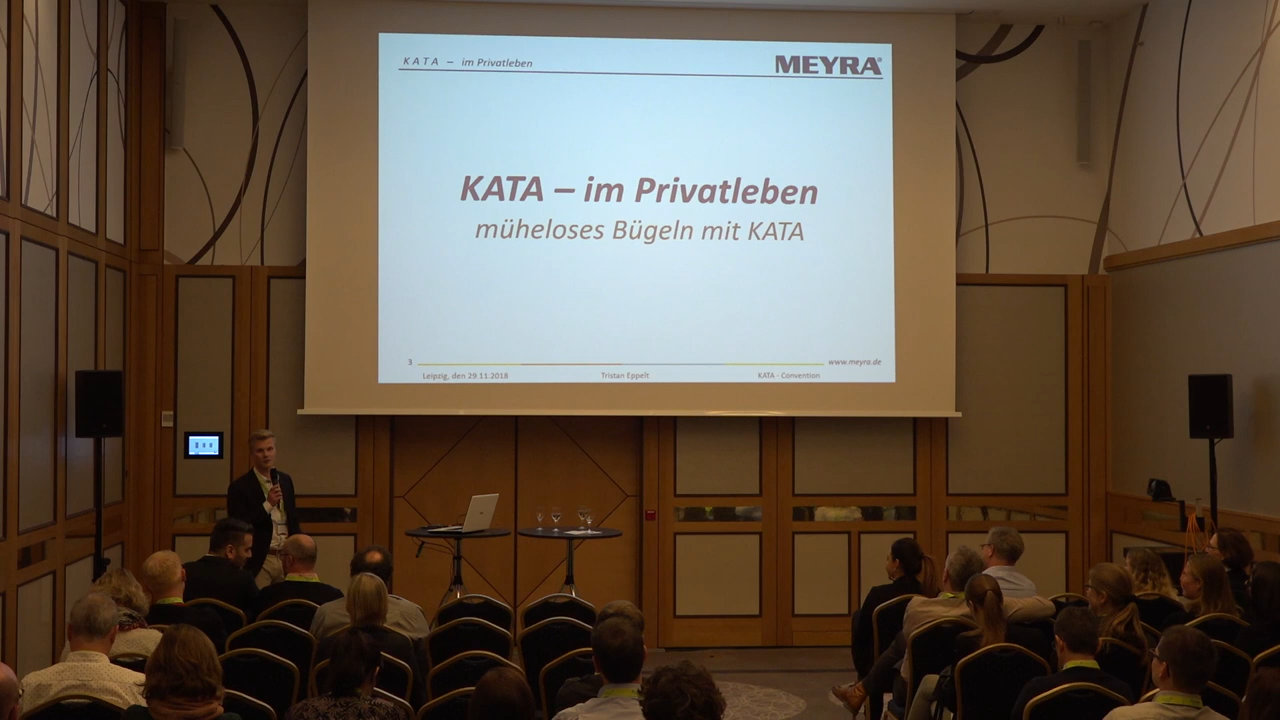 KATA – im Privatleben
MEYRA®
KATA – im Privatleben
müheloses Bügeln mit KATA
3
www.meyra.de
Leipzig, den 29.11.2018
Tristan Eppelt
KATA - Convention